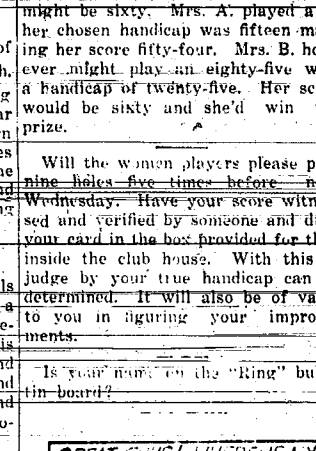 might be sixty. Mrs. A. played a
her chosen handicap was fifteen ma
ing her score fifty-four. Mrs. B. ho
ever might play an eighty-five w
a handicap of twenty-five. Her sc
would be sixty and she'd win
prize.
Will the women players please p
nine holes five times before n
Wednesday. Have your score witn
sed and verified by someone and d
your card in the box provided for th
inside the club house. With this
judge by your true handicap can
determined. It will also be of va
to you in figuring your impro
ments.
Is your name on the "Ring" bu
tin board?